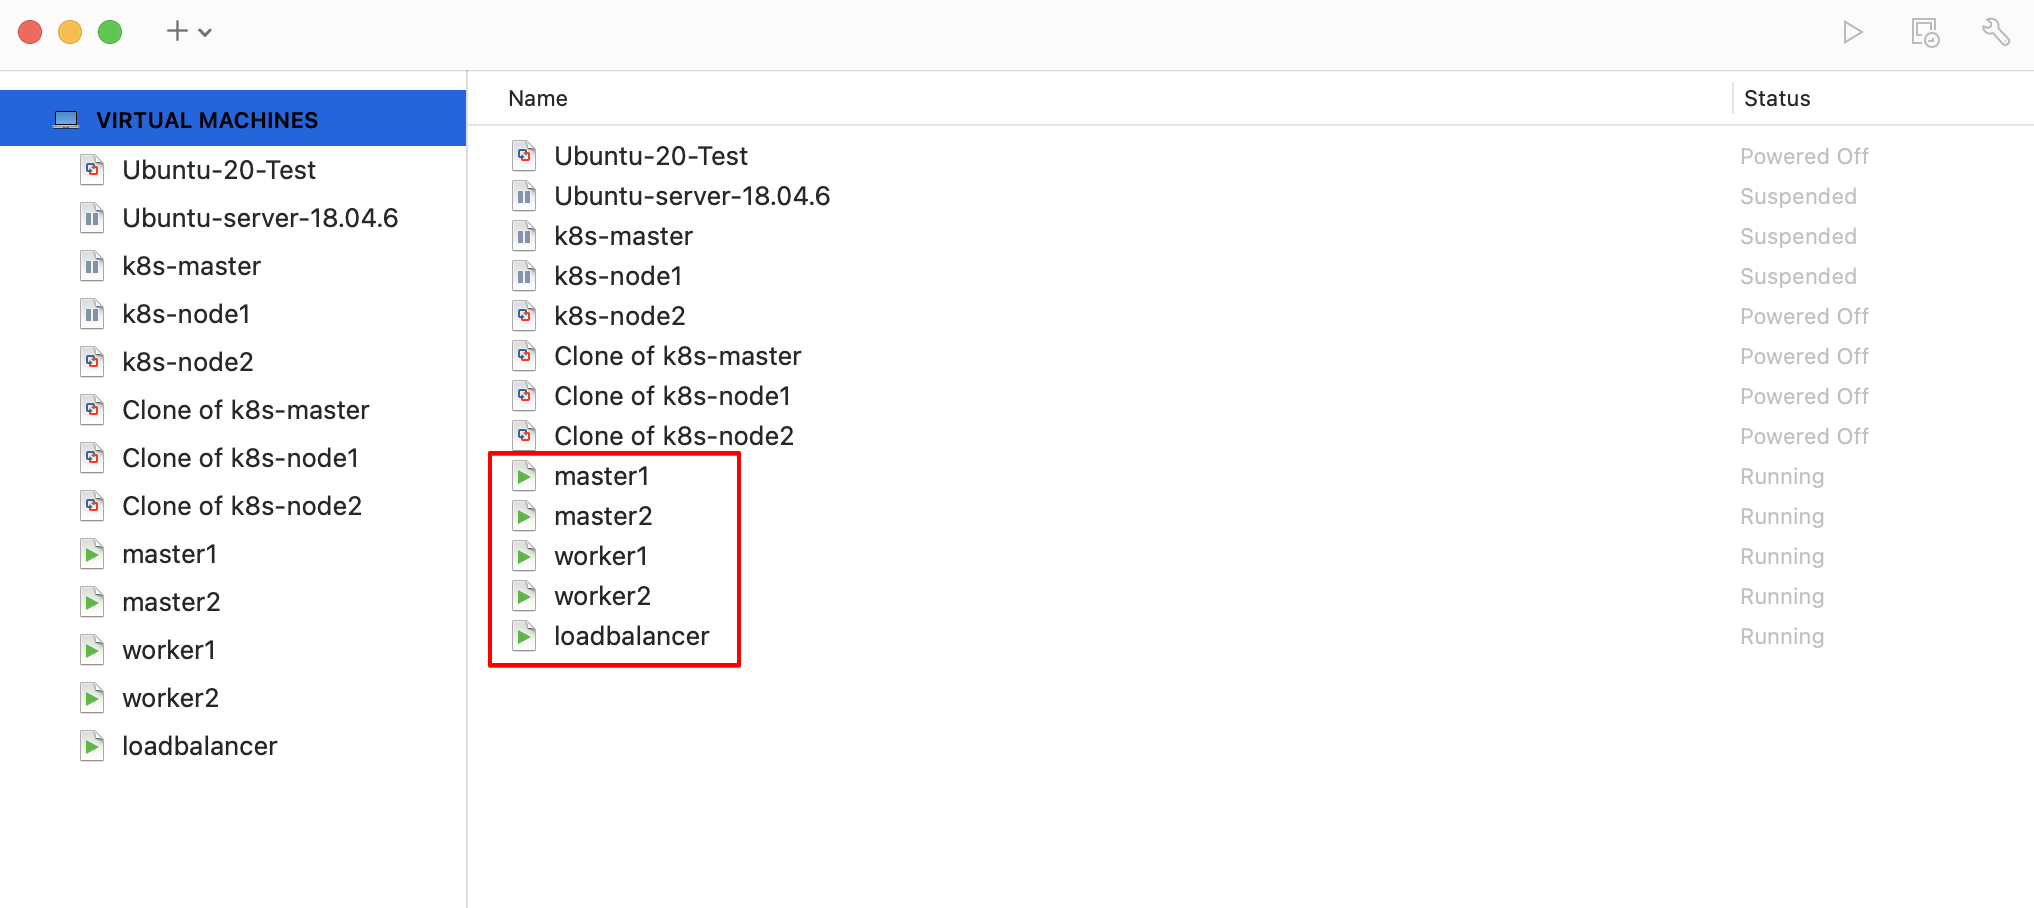 VIRTUAL MACHINES
Ubuntu-20-Test
Ubuntu-server-18.04.6
k8s-master
k8s-node1
k8s-node2
Clone of k8s-master
Clone of k8s-node1
Clone of k8s-node2
master1
master2
worker1
worker2
loadbalancer
Name Status
Ubuntu-20-Test Powered Off
Ubuntu-server-18.04.6 Suspended
k8s-master Suspended
k8s-node1 Suspended
k8s-node2 Powered Off
Clone of k8s-master Powered Off
Clone of k8s-node1 Powered Off
Clone of k8s-node2 Powered Off
master1 Running
master2 Running
worker1 Running
worker2 Running
loadbalancer Running